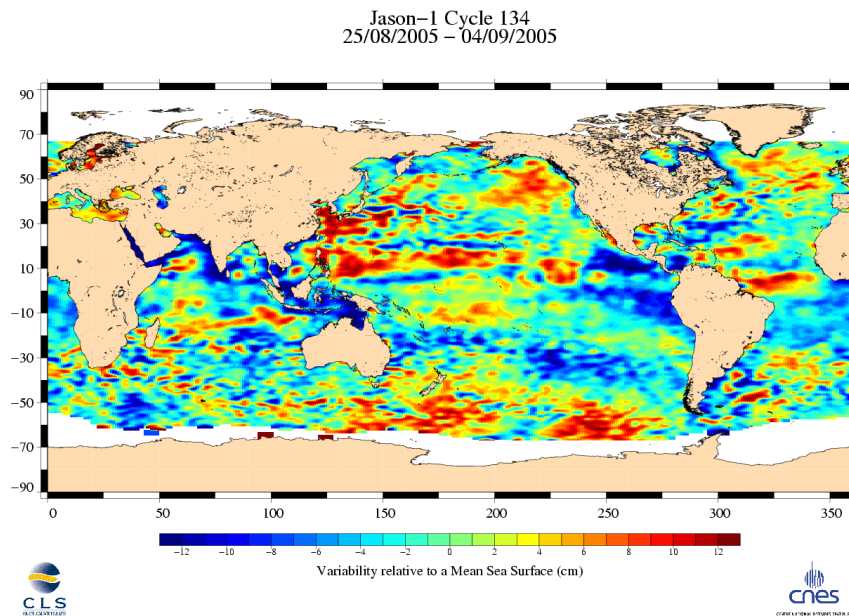 Jason−1 Cycle 134
25/08/2005 − 04/09/2005
90
70
50
30
10
−10
−30
−50
−70
−90
0 50 100 150 200 250 300 350
−12 −10 −8 −6 −4 −2 0 2 4 6 8 10 12
Variability relative to a Mean Sea Surface (cm)
CLS
cnes